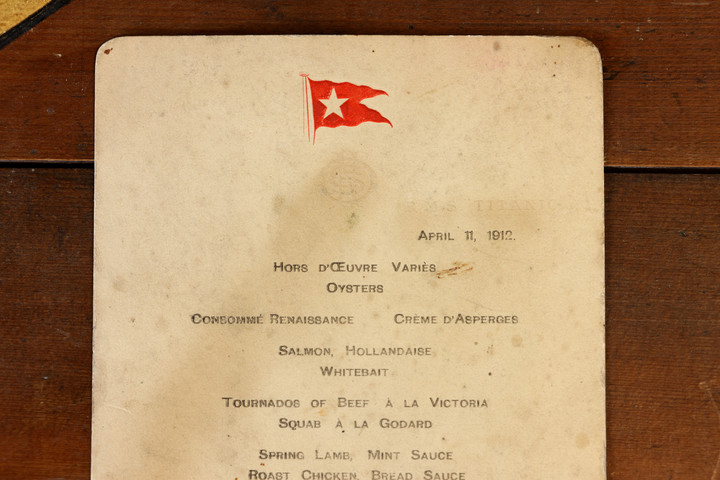 R.M.S TITANIC
APRIL 11, 1912.
HORS D'ŒUVRE VARIÉS
OYSTERS
CONSOMMÉ RENAISSANCE CRÈME D'ASPERGES
SALMON, HOLLANDAISE
WHITEBAIT
TOURNADOS OF BEEF À LA VICTORIA
SQUAB À LA GODARD
SPRING LAMB, MINT SAUCE
ROAST CHICKEN, BREAD SAUCE